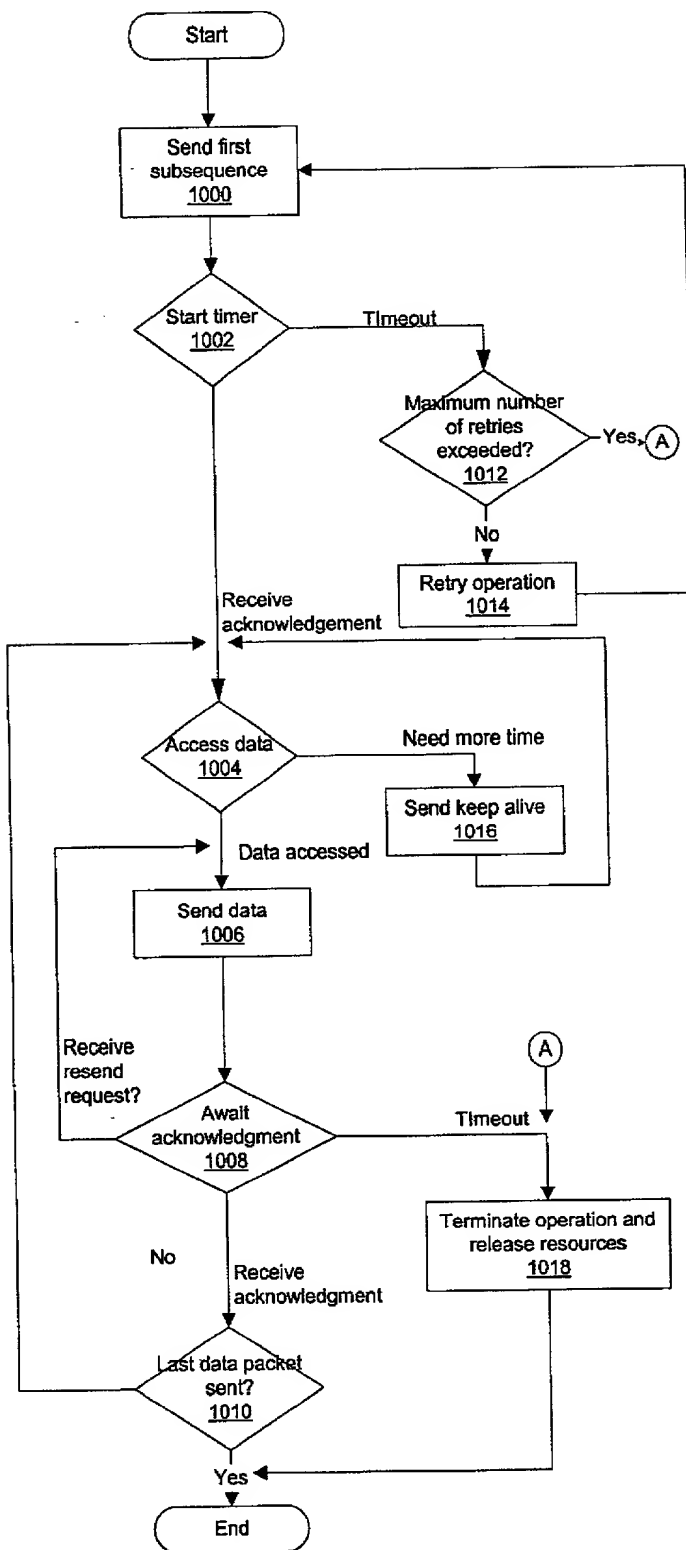 Start
Send first
subsequence
1000
Start timer
1002
TImeout
Maximum number
of retries
exceeded?
1012
Yes
A
No
Retry operation
1014
Receive
acknowledgement
Access data
1004
Need more time
Send keep alive
1016
Data accessed
Send data
1006
Receive
resend
request?
A
Await
acknowledgment
1008
TImeout
Terminate operation and
release resources
1018
No
Receive
acknowledgment
Last data packet
sent?
1010
Yes
End